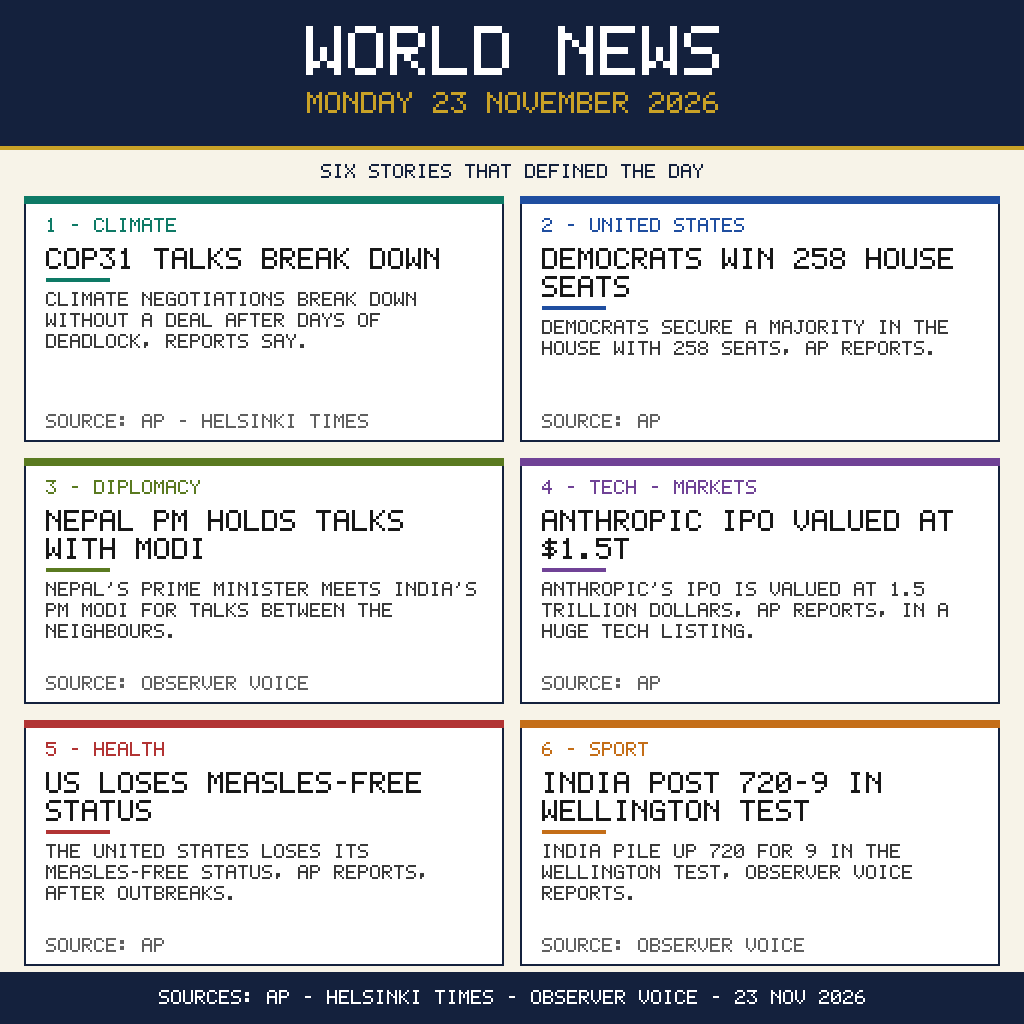 WORLD NEWS
MONDAY 23 NOVEMBER 2026
SIX STORIES THAT DEFINED THE DAY
1 - CLIMATE
COP31 TALKS BREAK DOWN
CLIMATE NEGOTIATIONS BREAK DOWN
WITHOUT A DEAL AFTER DAYS OF
DEADLOCK, REPORTS SAY.
SOURCE: AP - HELSINKI TIMES
2 - UNITED STATES
DEMOCRATS WIN 258 HOUSE
SEATS
DEMOCRATS SECURE A MAJORITY IN THE
HOUSE WITH 258 SEATS, AP REPORTS.
SOURCE: AP
3 - DIPLOMACY
NEPAL PM HOLDS TALKS
WITH MODI
NEPAL'S PRIME MINISTER MEETS INDIA'S
PM MODI FOR TALKS BETWEEN THE
NEIGHBOURS.
SOURCE: OBSERVER VOICE
4 - TECH - MARKETS
ANTHROPIC IPO VALUED AT
$1.5T
ANTHROPIC'S IPO IS VALUED AT 1.5
TRILLION DOLLARS, AP REPORTS, IN A
HUGE TECH LISTING.
SOURCE: AP
5 - HEALTH
US LOSES MEASLES-FREE
STATUS
THE UNITED STATES LOSES ITS
MEASLES-FREE STATUS, AP REPORTS,
AFTER OUTBREAKS.
SOURCE: AP
6 - SPORT
INDIA POST 720-9 IN
WELLINGTON TEST
INDIA PILE UP 720 FOR 9 IN THE
WELLINGTON TEST, OBSERVER VOICE
REPORTS.
SOURCE: OBSERVER VOICE
SOURCES: AP - HELSINKI TIMES - OBSERVER VOICE - 23 NOV 2026